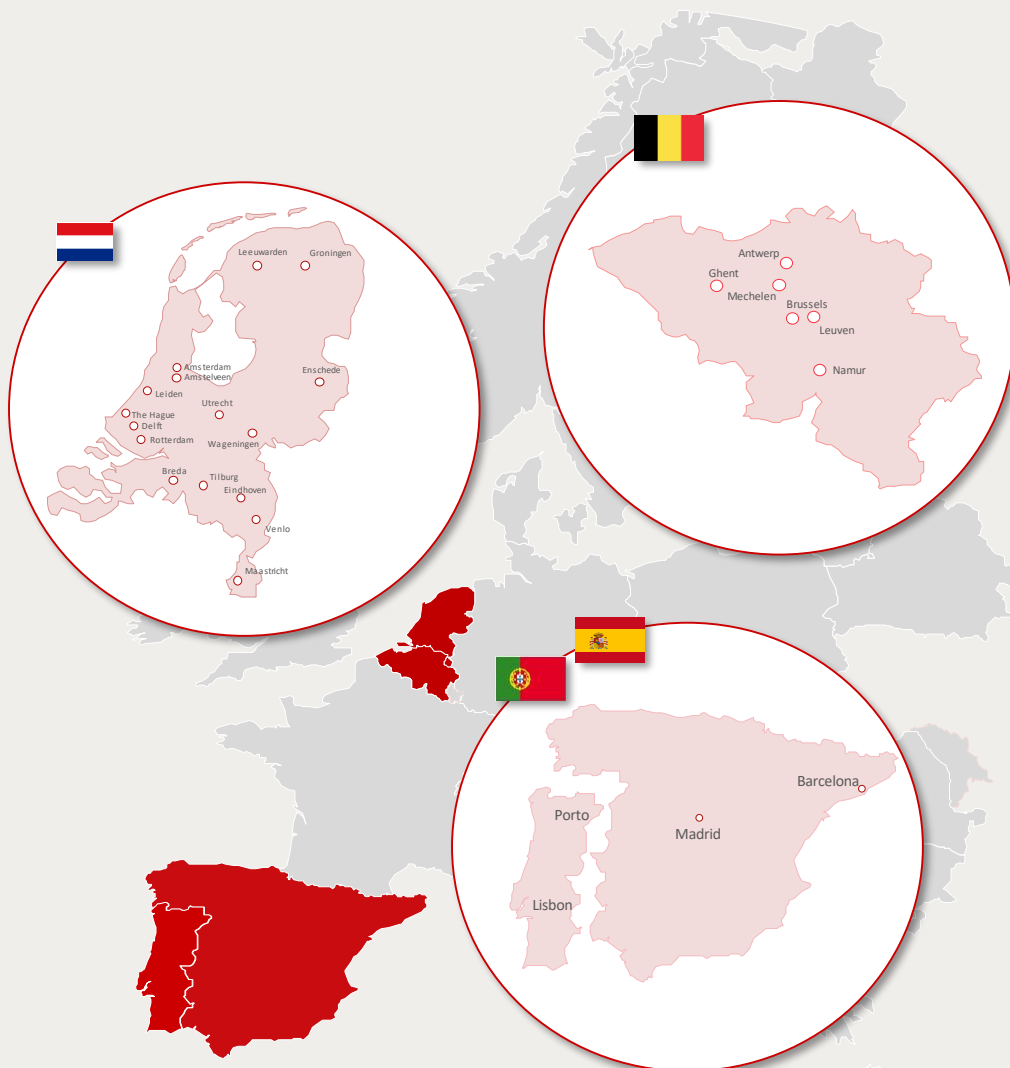 Leeuwarden
Groningen
Amsterdam
Amstelveen
Enschede
Leiden
Utrecht
The Hague
Delft
Rotterdam
Wageningen
Breda
Tilburg
Eindhoven
Venlo
Maastricht
Antwerp
Ghent
Mechelen
Brussels
Leuven
Namur
Barcelona
Porto
Madrid
Lisbon